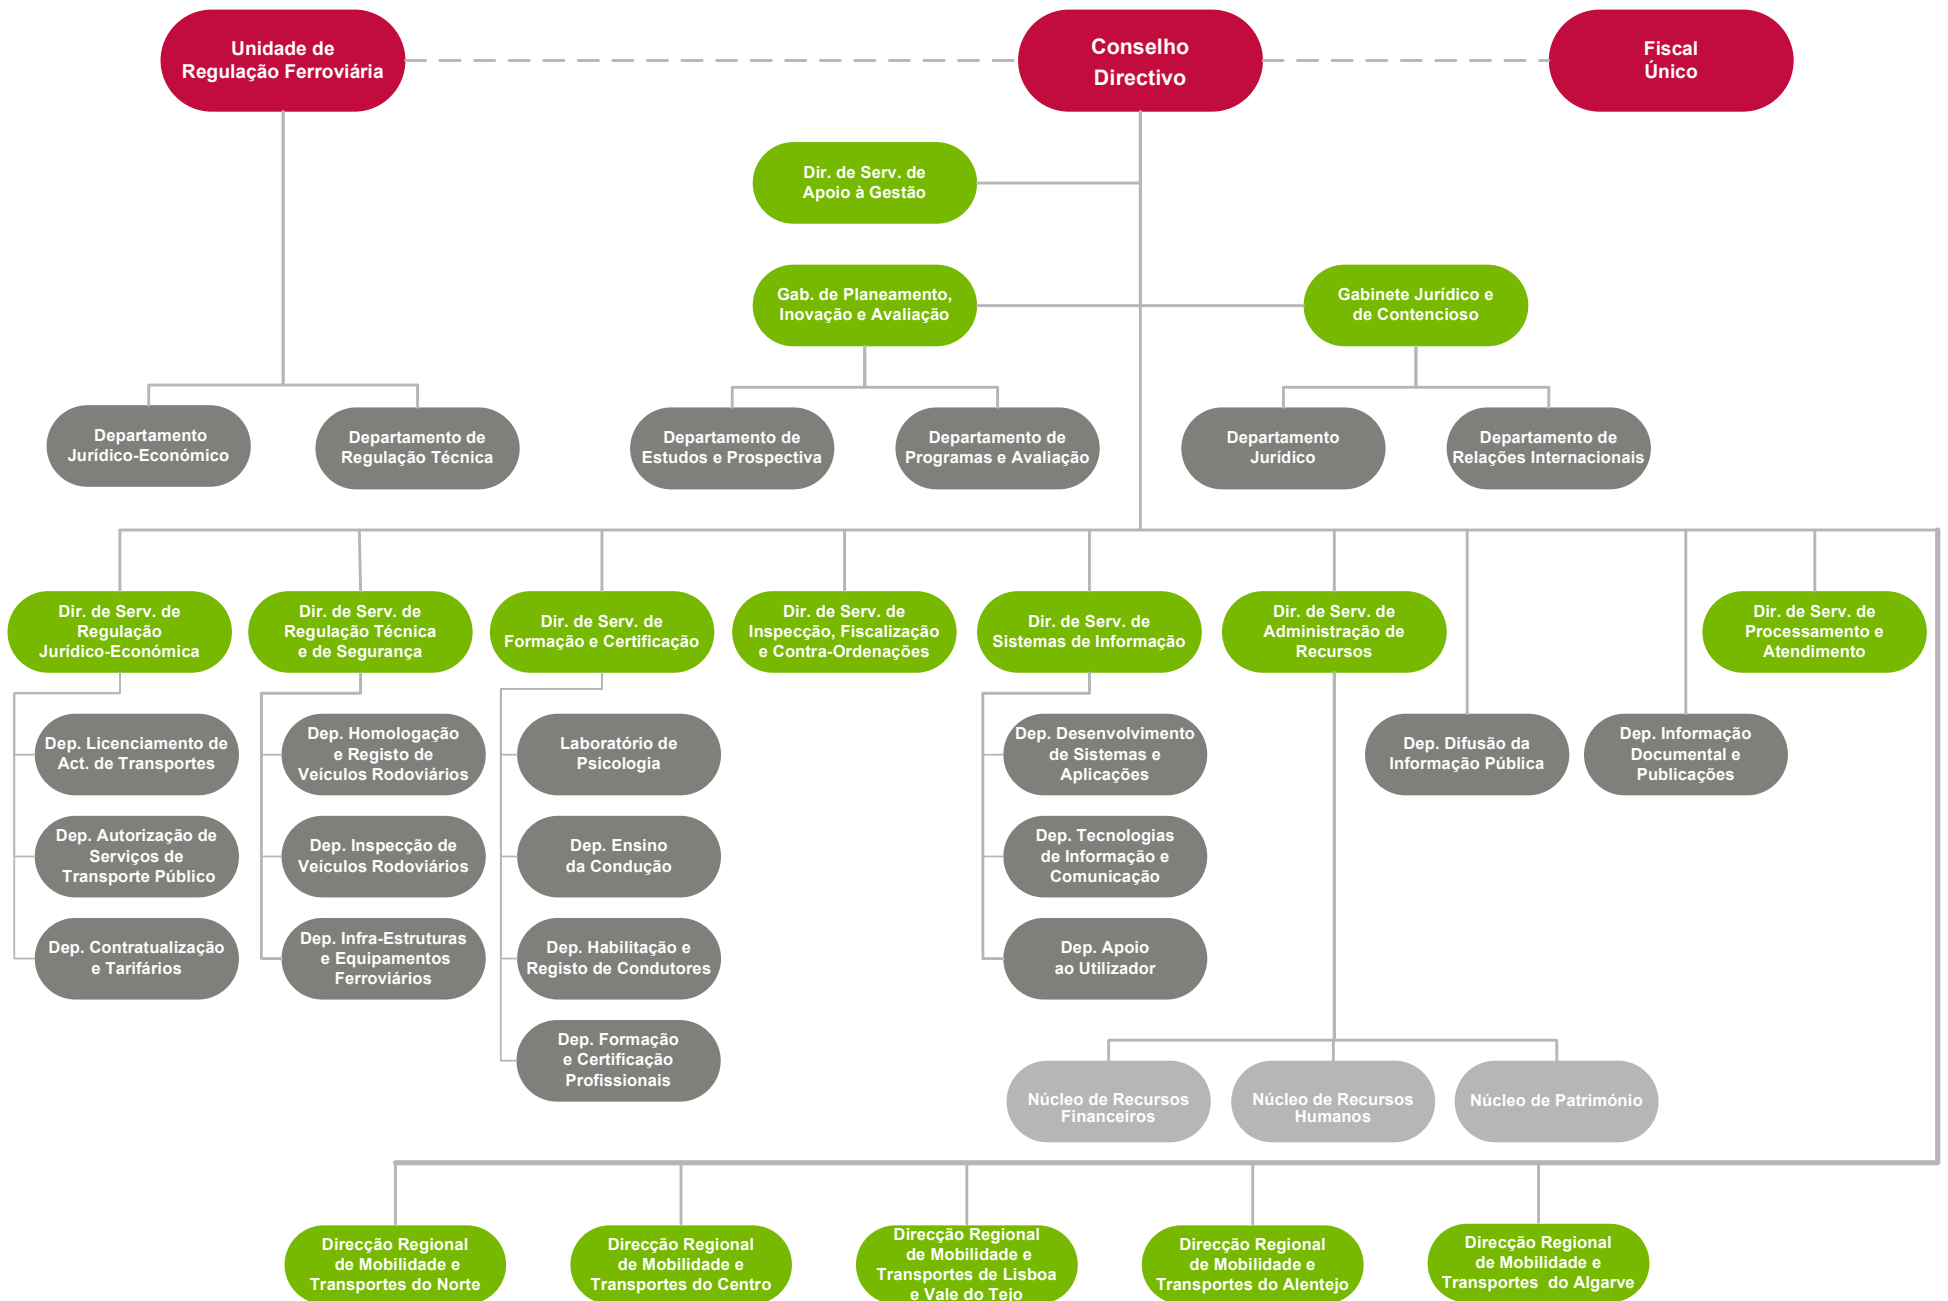 Unidade de
Regulação Ferroviária
Conselho
Directivo
Fiscal
Único
Dir. de Serv. de
Apoio à Gestão
Gab. de Planeamento,
Inovação e Avaliação
Gabinete Jurídico e
de Contencioso
Departamento
Jurídico-Económico
Departamento de
Regulação Técnica
Departamento de
Estudos e Prospectiva
Departamento de
Programas e Avaliação
Departamento
Jurídico
Departamento de
Relações Internacionais
Dir. de Serv. de
Regulação
Jurídico-Económica
Dir. de Serv. de
Regulação Técnica
e de Segurança
Dir. de Serv. de
Formação e Certificação
Dir. de Serv. de
Inspecção, Fiscalização
e Contra-Ordenações
Dir. de Serv. de
Sistemas de Informação
Dir. de Serv. de
Administração de
Recursos
Dir. de Serv. de
Processamento e
Atendimento
Dep. Licenciamento de
Act. de Transportes
Dep. Homologação
e Registo de
Veículos Rodoviários
Laboratório de
Psicologia
Dep. Desenvolvimento
de Sistemas e
Aplicações
Dep. Difusão da
Informação Pública
Dep. Informação
Documental e
Publicações
Dep. Autorização de
Serviços de
Transporte Público
Dep. Inspecção de
Veículos Rodoviários
Dep. Ensino
da Condução
Dep. Tecnologias
de Informação e
Comunicação
Dep. Contratualização
e Tarifários
Dep. Infra-Estruturas
e Equipamentos
Ferroviários
Dep. Habilitação e
Registo de Condutores
Dep. Apoio
ao Utilizador
Dep. Formação
e Certificação
Profissionais
Núcleo de Recursos
Financeiros
Núcleo de Recursos
Humanos
Núcleo de Património
Direcção Regional
de Mobilidade e
Transportes do Norte
Direcção Regional
de Mobilidade e
Transportes do Centro
Direcção Regional
de Mobilidade e
Transportes de Lisboa
e Vale do Tejo
Direcção Regional
de Mobilidade e
Transportes do Alentejo
Direcção Regional
de Mobilidade e
Transportes  do Algarve